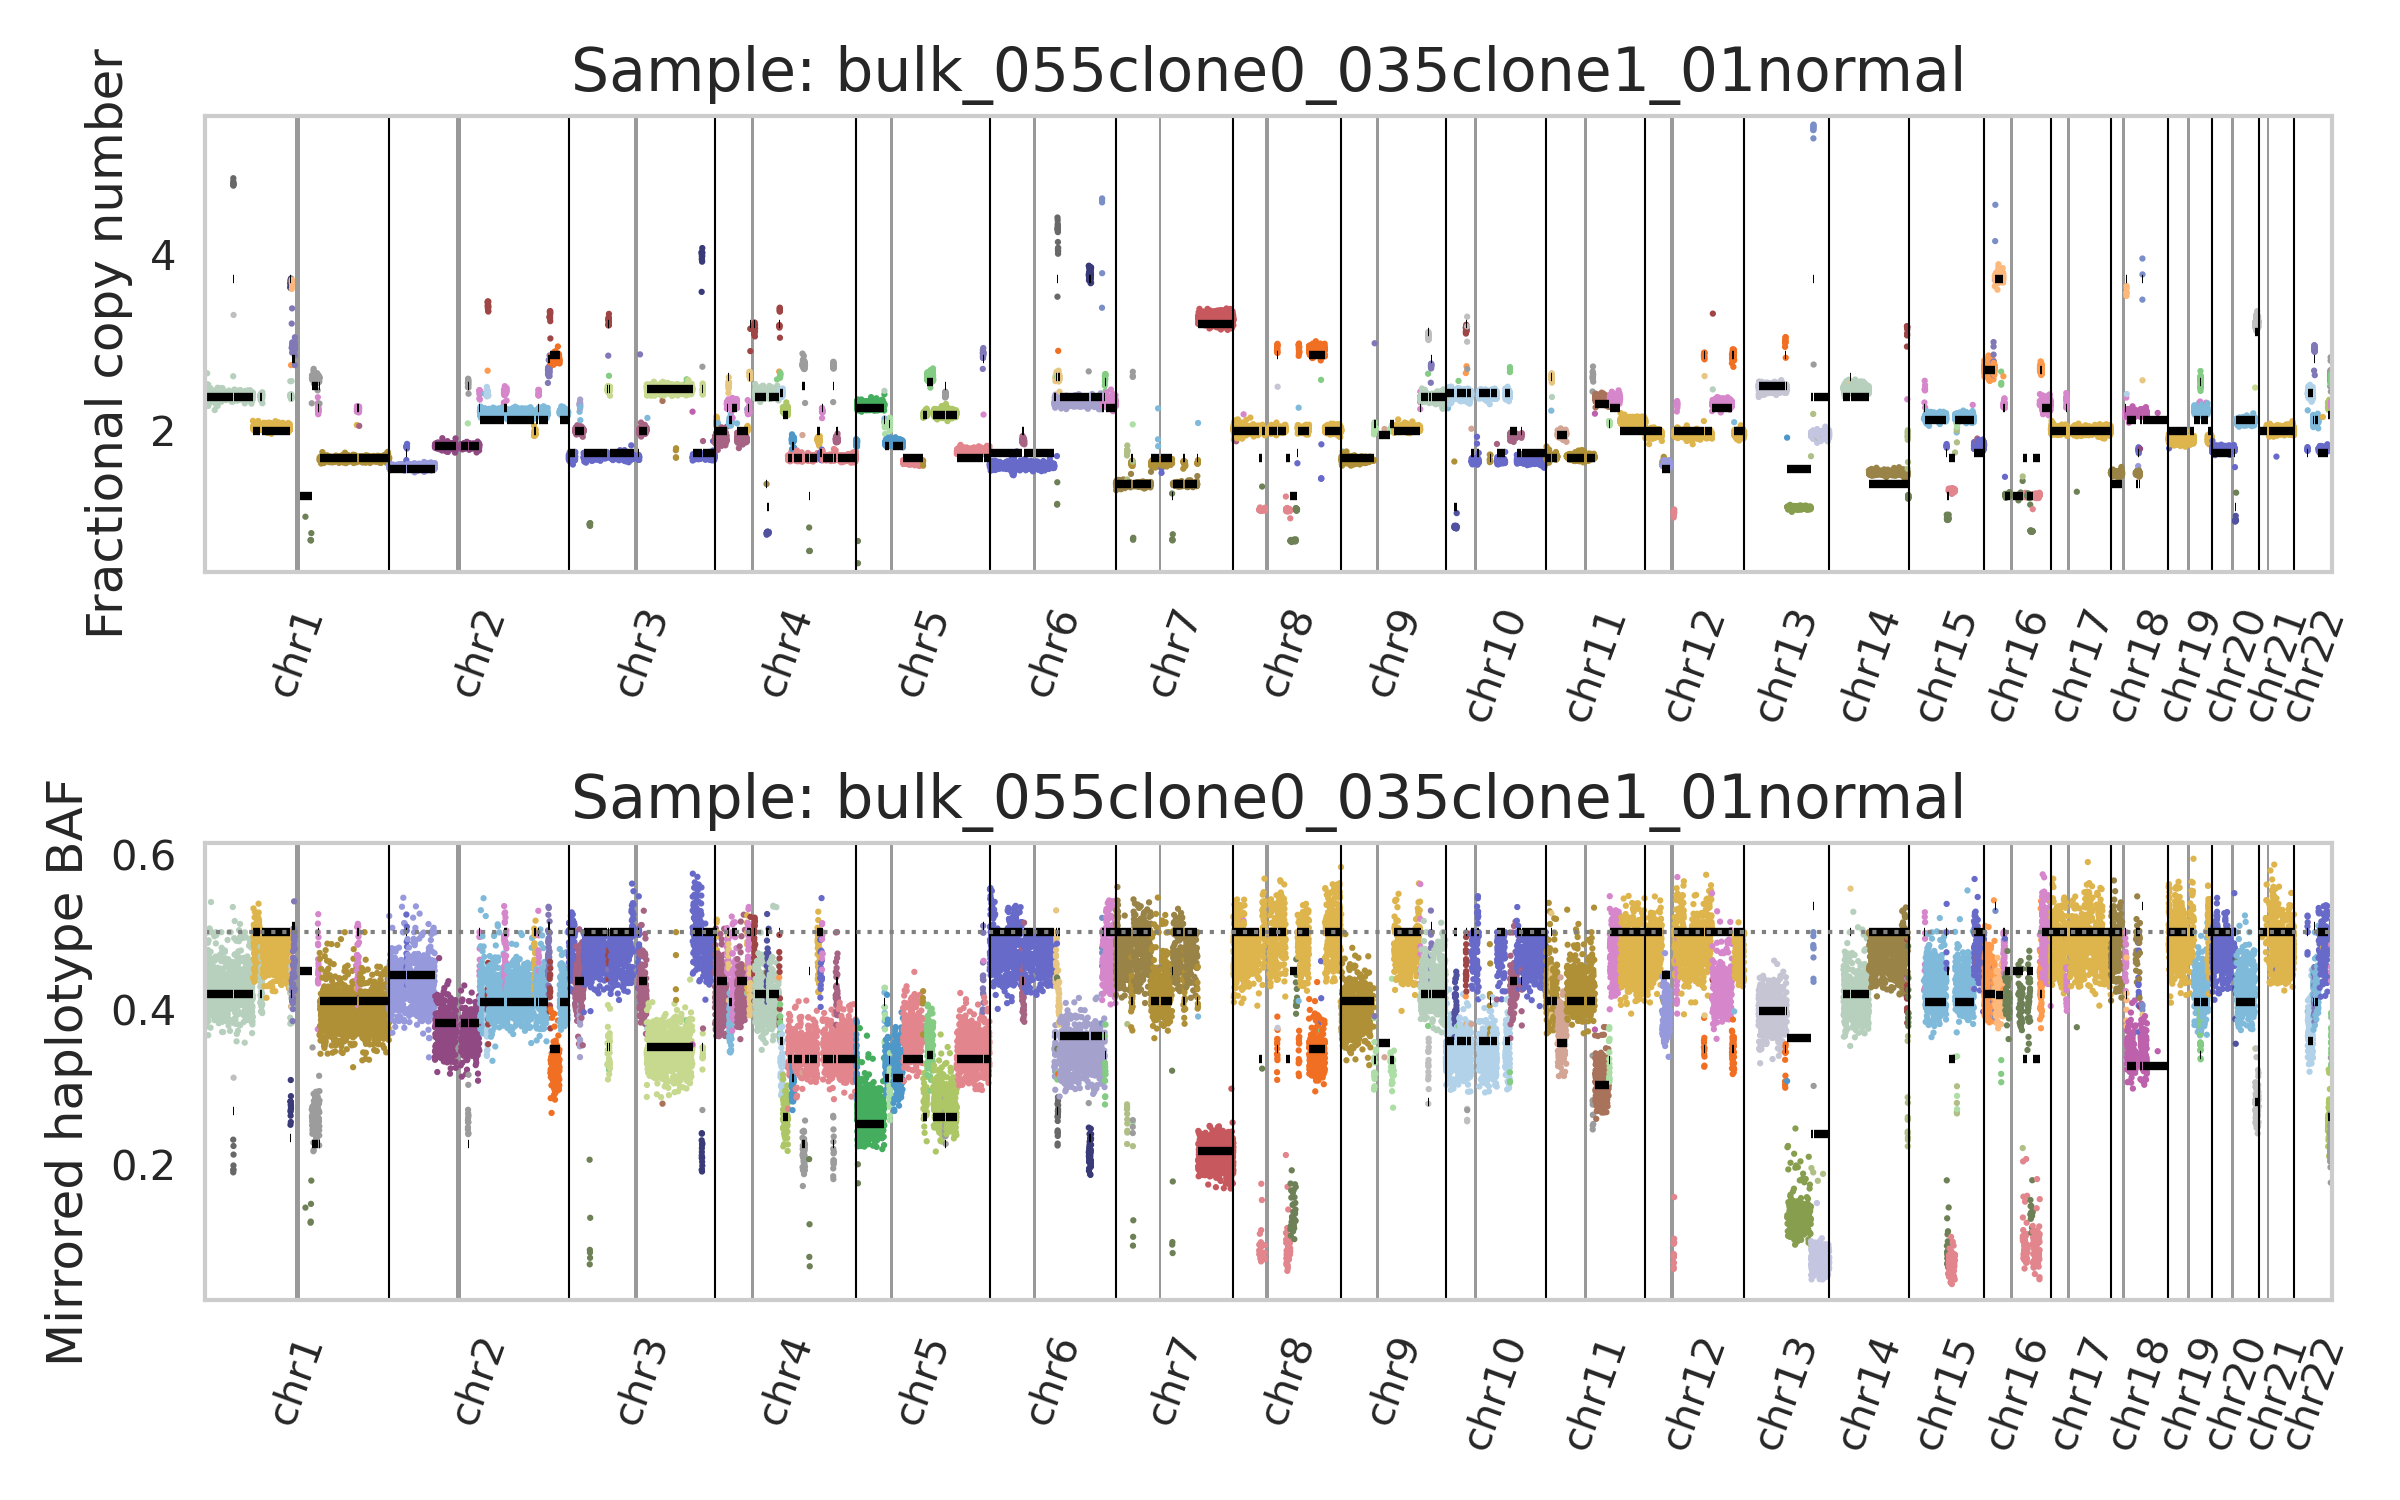 Sample: bulk_055clone0_035clone1_01normal
Fractional copy number
4
2
chr1
chr2
chr3
chr4
chr5
chr6
chr7
chr8
chr9
chr10
chr11
chr12
chr13
chr14
chr15
chr16
chr17
chr18
chr19
chr20
chr21
chr22
Sample: bulk_055clone0_035clone1_01normal
Mirrored haplotype BAF
0.6
0.4
0.2
chr1
chr2
chr3
chr4
chr5
chr6
chr7
chr8
chr9
chr10
chr11
chr12
chr13
chr14
chr15
chr16
chr17
chr18
chr19
chr20
chr21
chr22